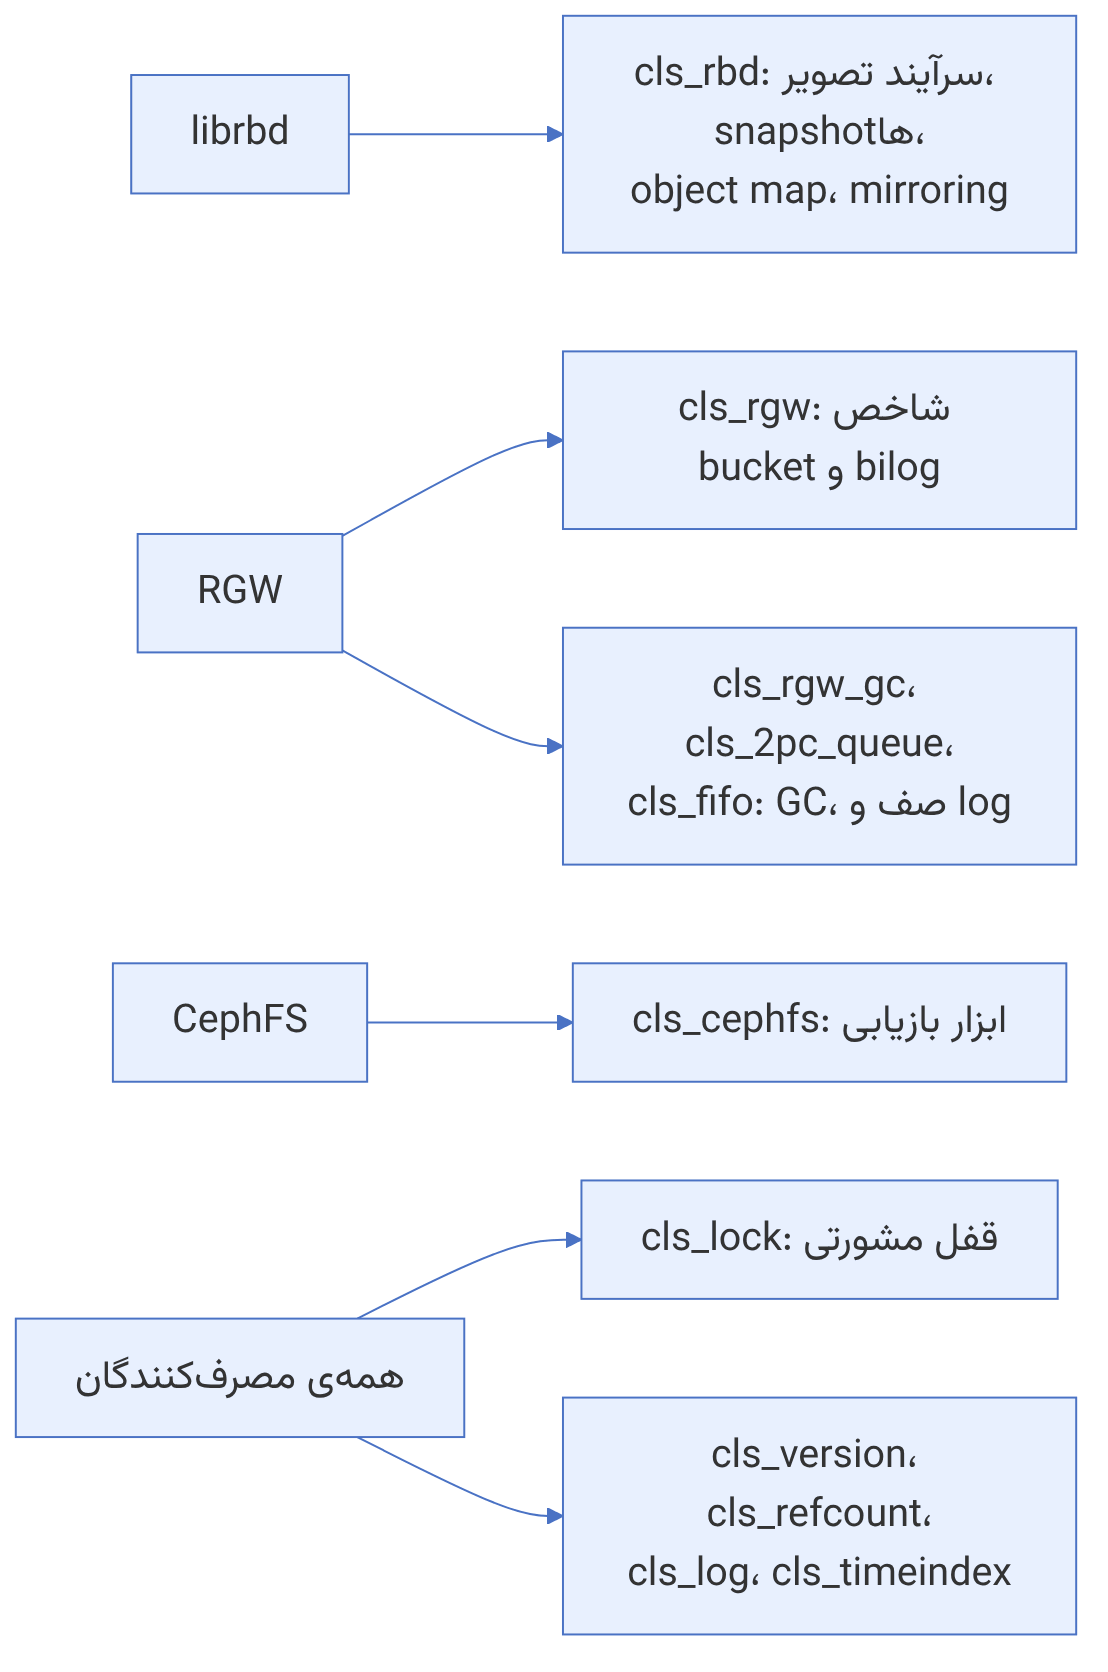 librbd
cls_rbd: سرآیند تصویر،
snapshotها،
object map، mirroring
RGW
cls_rgw: شاخص
bucket و bilog
cls_rgw_gc،
cls_2pc_queue،
cls_fifo: GC، صف و log
CephFS
cls_cephfs: ابزار بازیابی
همه‌ی مصرف‌کنندگان
cls_lock: قفل مشورتی
cls_version،
cls_refcount،
cls_log، cls_timeindex